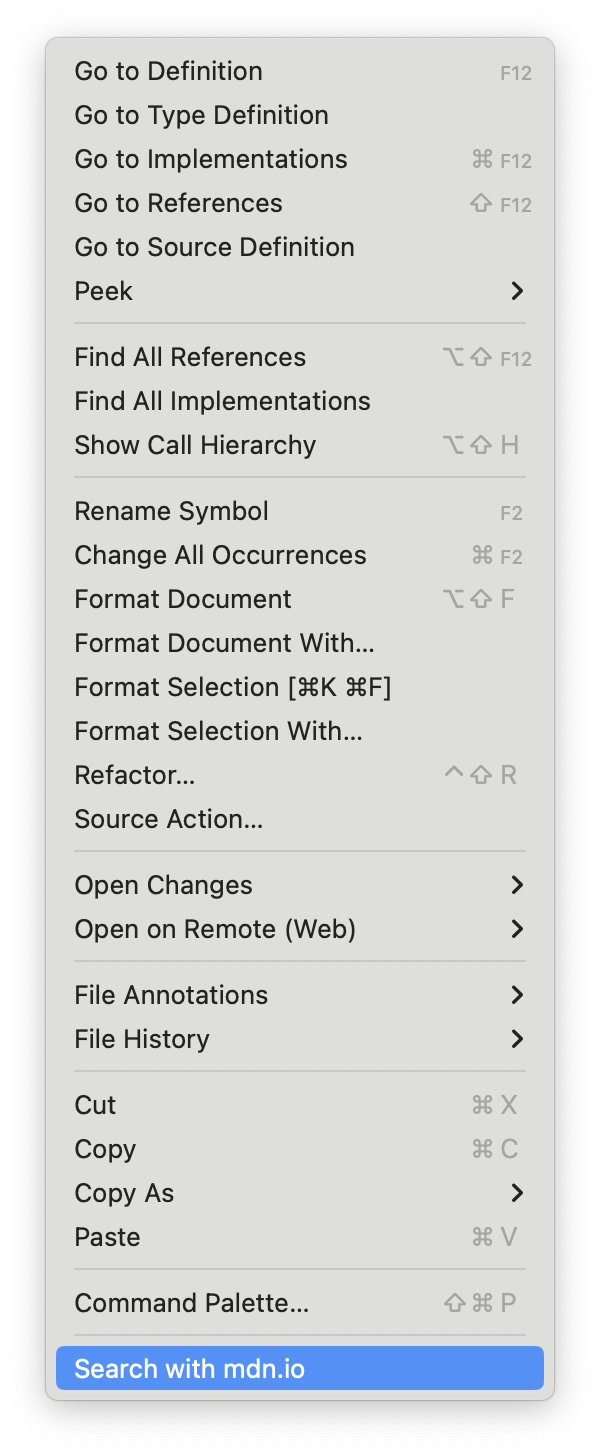 Go to Definition F12
Go to Type Definition
Go to Implementations ⌘ F12
Go to References ⇧ F12
Go to Source Definition
Peek
Find All References ⌥⇧ F12
Find All Implementations
Show Call Hierarchy ⌥⇧ H
Rename Symbol F2
Change All Occurrences ⌘ F2
Format Document ⌥⇧ F
Format Document With...
Format Selection [⌘K ⌘F]
Format Selection With...
Refactor... ^⇧ R
Source Action...
Open Changes
Open on Remote (Web)
File Annotations
File History
Cut ⌘ X
Copy ⌘ C
Copy As
Paste ⌘ V
Command Palette... ⇧⌘ P
Search with mdn.io